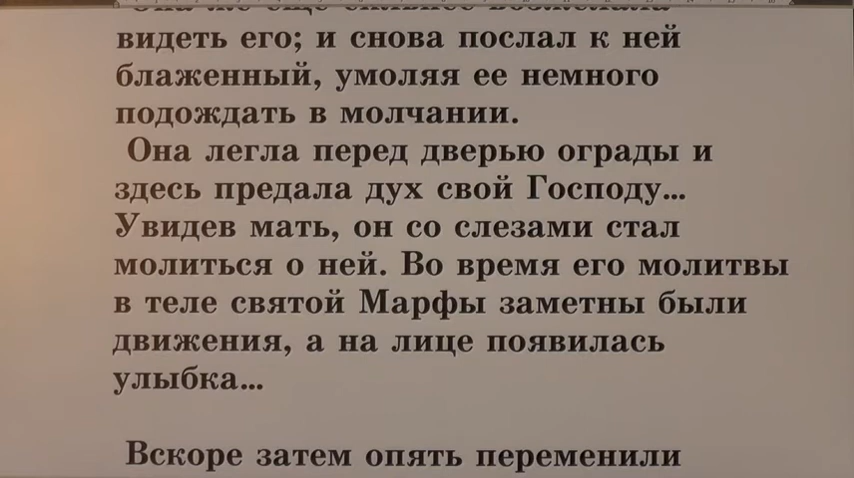 видеть его; и снова послал к ней
блаженный, умоляя ее немного
подождать в молчании.
Она легла перед дверью ограды и
здесь предала дух свой Господу...
Увидев мать, он со слезами стал
молиться о ней. Во время его молитвы
в теле святой Марфы заметны были
движения, а на лице появилась
улыбка...
Вскоре затем опять переменили